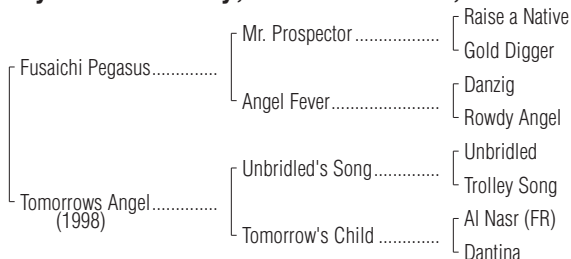 Raise a Native
Mr. Prospector..................
Gold Digger
Fusaichi Pegasus..............
Danzig
Angel Fever.......................
Rowdy Angel
Unbridled
Unbridled's Song...............
Trolley Song
Tomorrows Angel..............
(1998)
Al Nasr (FR)
Tomorrow's Child .............
Dantina